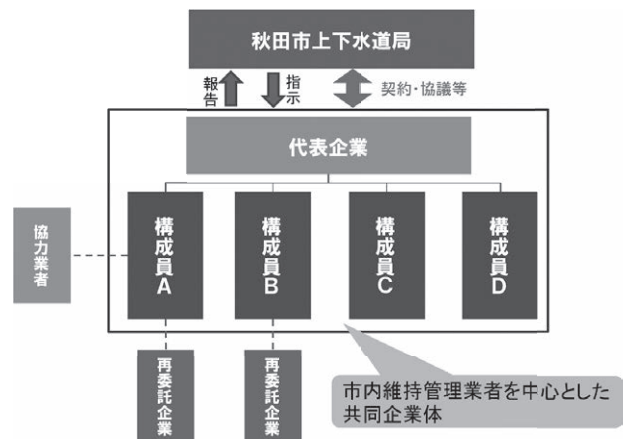 秋田市上下水道局
報告
指示
契約・協議等
代表企業
協力業者
構成員A
構成員B
構成員C
構成員D
再委託企業
再委託企業
市内維持管理業者を中心とした
共同企業体